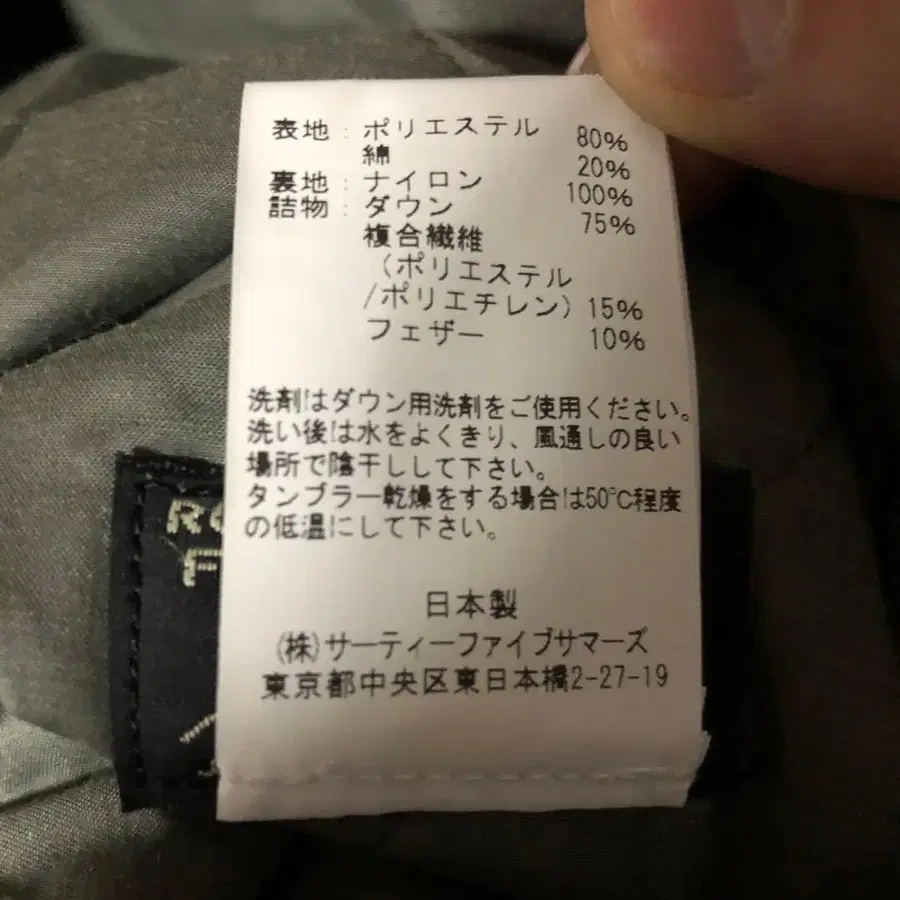 表地：ポリエステル 80%
綿 20%
裏地：ナイロン 100%
詰物：ダウン 75%
複合繊維
（ポリエステル
/ポリエチレン）15%
フェザー 10%
洗剤はダウン用洗剤をご使用ください。
洗い後は水をよくきり、風通しの良い
場所で陰干しして下さい。
タンブラー乾燥をする場合は50℃程度
の低温にして下さい。
日本製
(株)サーティーファイブサマーズ
東京都中央区東日本橋2-27-19